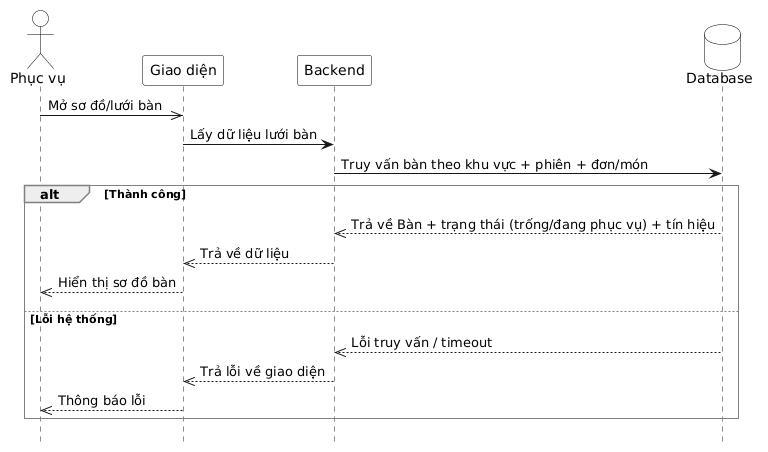 Phục vụ
Giao diện
Backend
Database
Mở sơ đồ/lưới bàn
Lấy dữ liệu lưới bàn
Truy vấn bàn theo khu vực + phiên + đơn/món
alt
[Thành công]
Trả về Bàn + trạng thái (trống/đang phục vụ) + tín hiệu
Trả về dữ liệu
Hiển thị sơ đồ bàn
[Lỗi hệ thống]
Lỗi truy vấn / timeout
Trả lỗi về giao diện
Thông báo lỗi